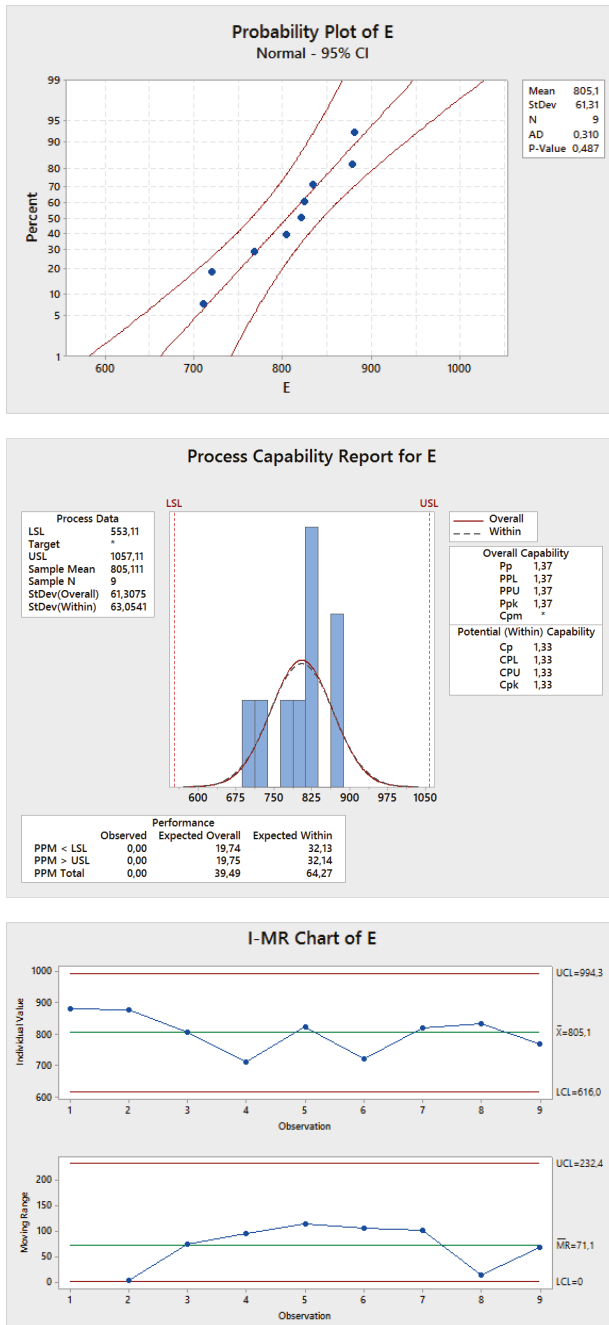 Probability Plot of E
Normal - 95% CI
99
95
90
80
70
60
50
40
30
20
10
5
1
Percent
600 700 800 900 1000
E
Mean 805,1
StDev 61,31
N 9
AD 0,310
P-Value 0,487
Process Capability Report for E
LSL USL
Process Data
LSL 553,11
Target *
USL 1057,11
Sample Mean 805,111
Sample N 9
StDev(Overall) 61,3075
StDev(Within) 63,0541
Overall
Within
Overall Capability
Pp 1,37
PPL 1,37
PPU 1,37
Ppk 1,37
Cpm *
Potential (Within) Capability
Cp 1,33
CPL 1,33
CPU 1,33
Cpk 1,33
600 675 750 825 900 975 1050
Performance
Observed Expected Overall Expected Within
PPM < LSL 0,00 19,74 32,13
PPM > USL 0,00 19,75 32,14
PPM Total 0,00 39,49 64,27
I-MR Chart of E
1000
900
800
700
600
Individual Value
UCL=994,3
X̄=805,1
LCL=616,0
1 2 3 4 5 6 7 8 9
Observation
200
150
100
50
0
Moving Range
UCL=232,4
M̅R̅=71,1
LCL=0
1 2 3 4 5 6 7 8 9
Observation